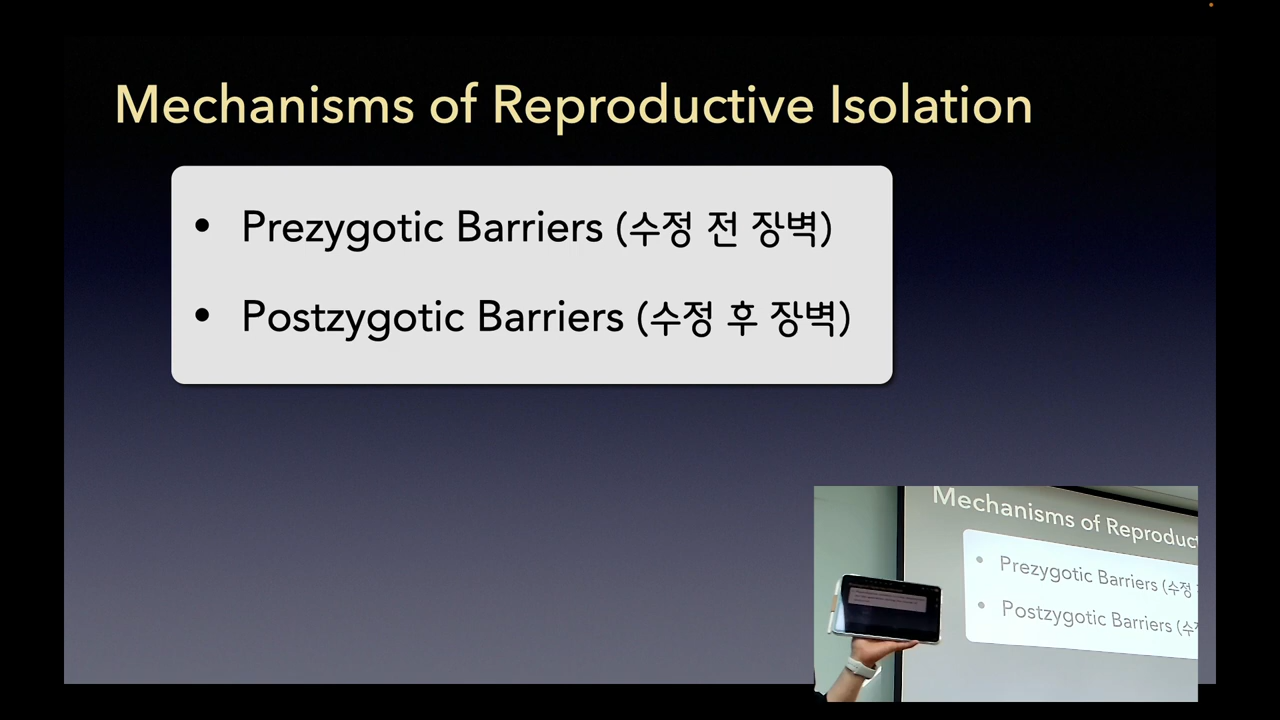 Mechanisms of Reproductive Isolation
• Prezygotic Barriers (수정 전 장벽)
• Postzygotic Barriers (수정 후 장벽)
Mechanisms of Reproduct
• Prezygotic Barriers (수정
• Postzygotic Barriers (수